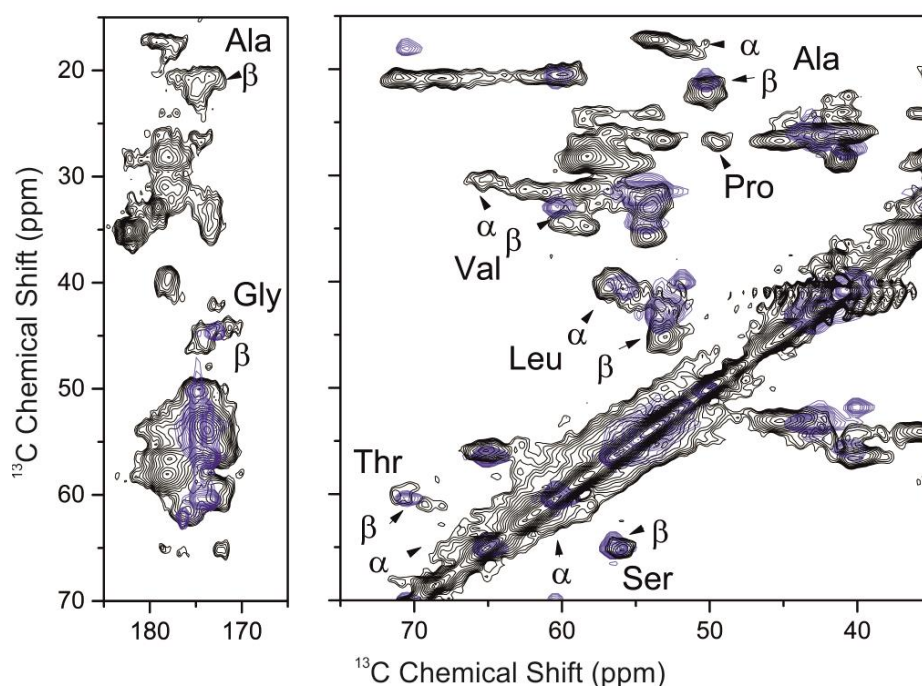 Ala
β
Gly
β
α
Ala
β
Pro
α
β
Val
α
Leu
β
Thr
β
α
α
β
Ser
20
30
40
50
60
70
180
170
70
60
50
40
¹³C Chemical Shift (ppm)
¹³C Chemical Shift (ppm)